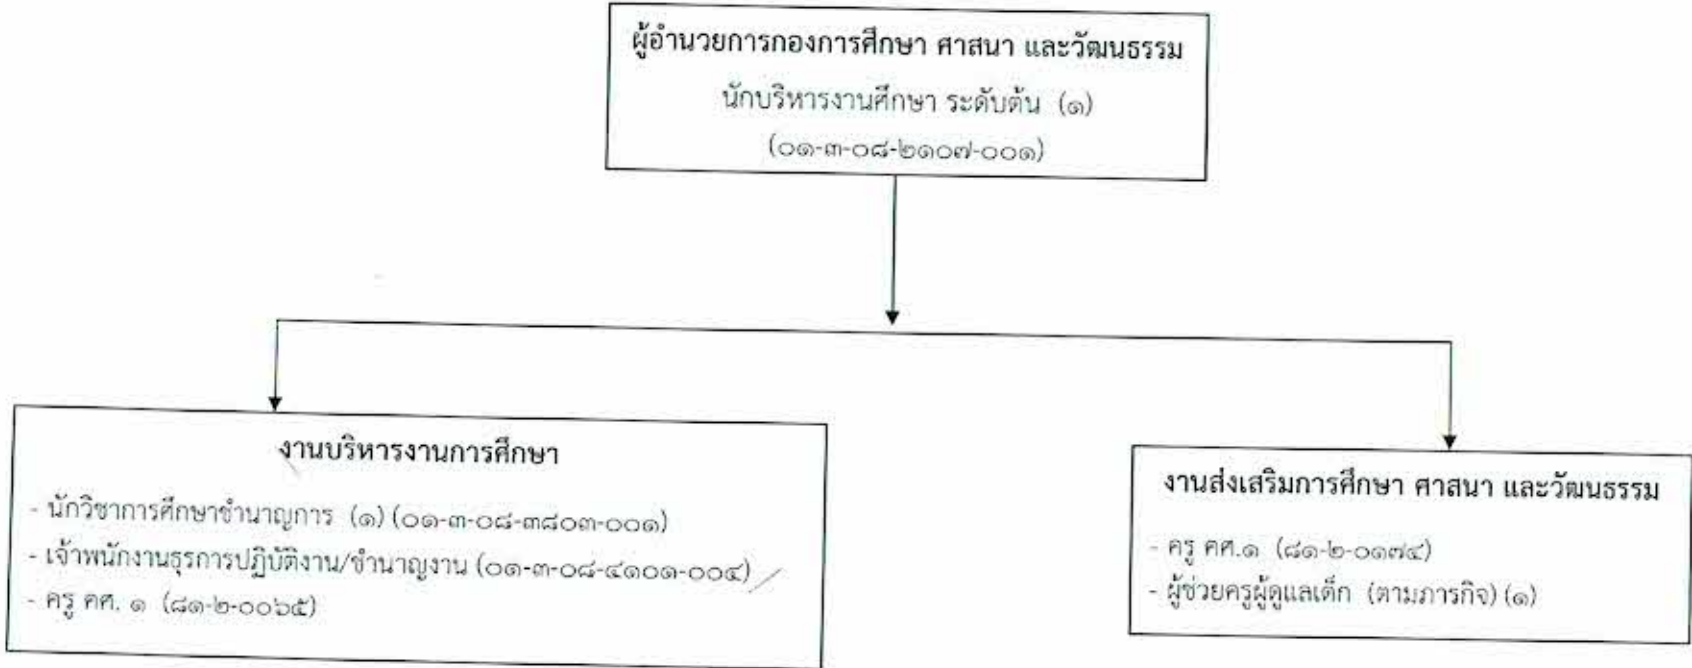 ผู้อำนวยการกองการศึกษา ศาสนา และวัฒนธรรม
นักบริหารงานศึกษา ระดับต้น (๑)
(๐๑-๓-๐๘-๒๑๐๗-๐๐๑)
งานบริหารงานการศึกษา
- นักวิชาการศึกษาชำนาญการ (๑) (๐๑-๓-๐๘-๓๘๐๓-๐๐๑)
- เจ้าพนักงานธุรการปฏิบัติงาน/ชำนาญงาน (๐๑-๓-๐๘-๔๑๐๑-๐๐๔)
- ครู คศ. ๑ (๘๑-๒-๐๐๖๕)
งานส่งเสริมการศึกษา ศาสนา และวัฒนธรรม
- ครู คศ.๑ (๘๑-๒-๐๑๗๔)
- ผู้ช่วยครูผู้ดูแลเด็ก (ตามภารกิจ) (๑)